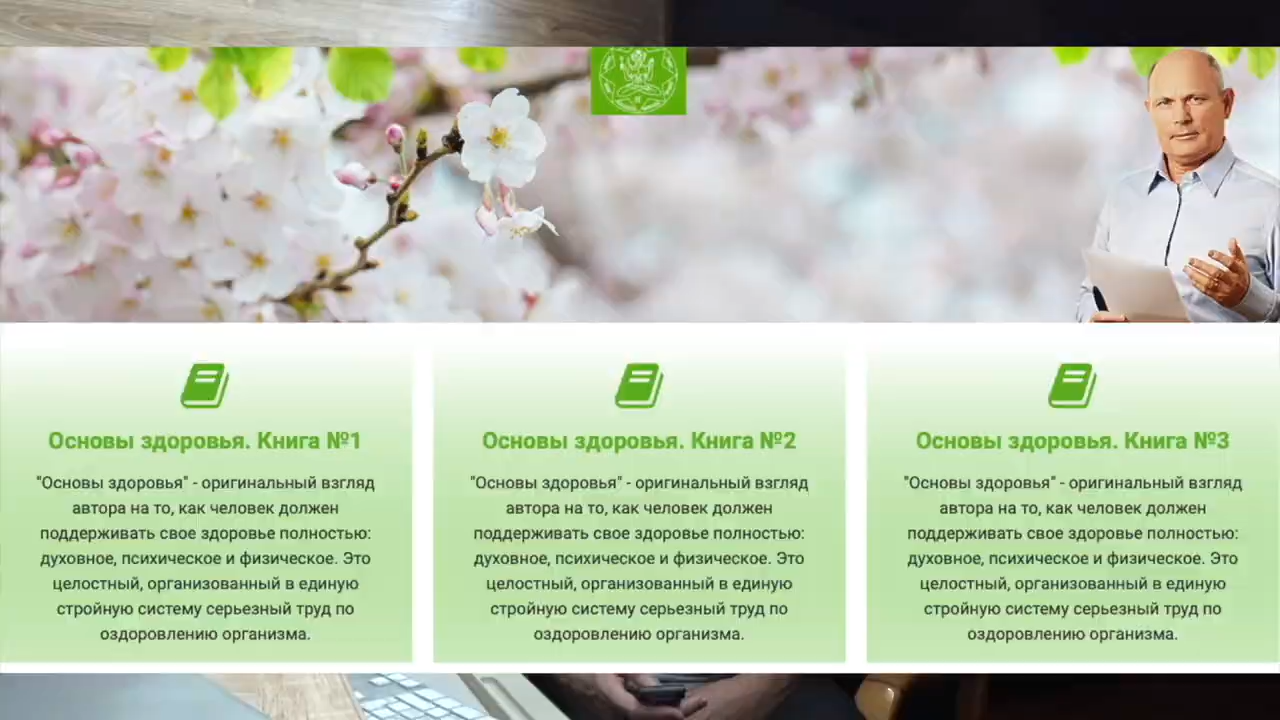 Основы здоровья. Книга №1
"Основы здоровья" - оригинальный взгляд
автора на то, как человек должен
поддерживать свое здоровье полностью:
духовное, психическое и физическое. Это
целостный, организованный в единую
стройную систему серьезный труд по
оздоровлению организма.
Основы здоровья. Книга №2
"Основы здоровья" - оригинальный взгляд
автора на то, как человек должен
поддерживать свое здоровье полностью:
духовное, психическое и физическое. Это
целостный, организованный в единую
стройную систему серьезный труд по
оздоровлению организма.
Основы здоровья. Книга №3
"Основы здоровья" - оригинальный взгляд
автора на то, как человек должен
поддерживать свое здоровье полностью:
духовное, психическое и физическое. Это
целостный, организованный в единую
стройную систему серьезный труд по
оздоровлению организма.